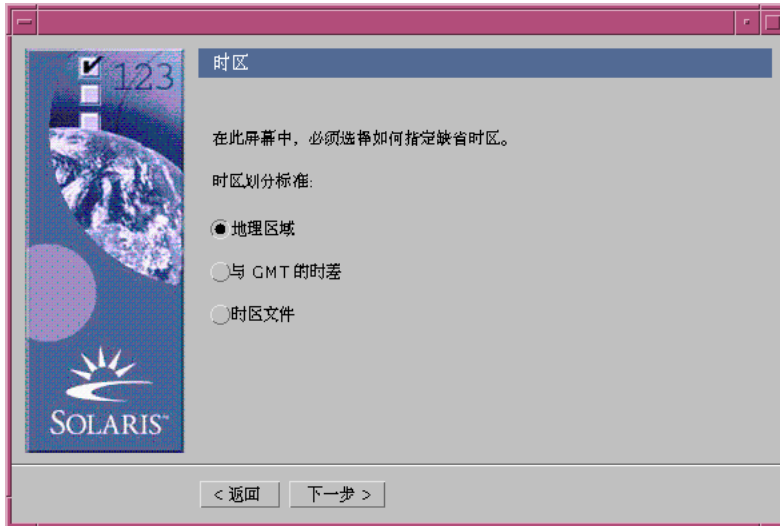 123
时区
在此屏幕中，必须选择如何指定缺省时区。
时区划分标准:
地理区域
与 GMT 的时差
时区文件
SOLARIS™
< 返回
下一步 >